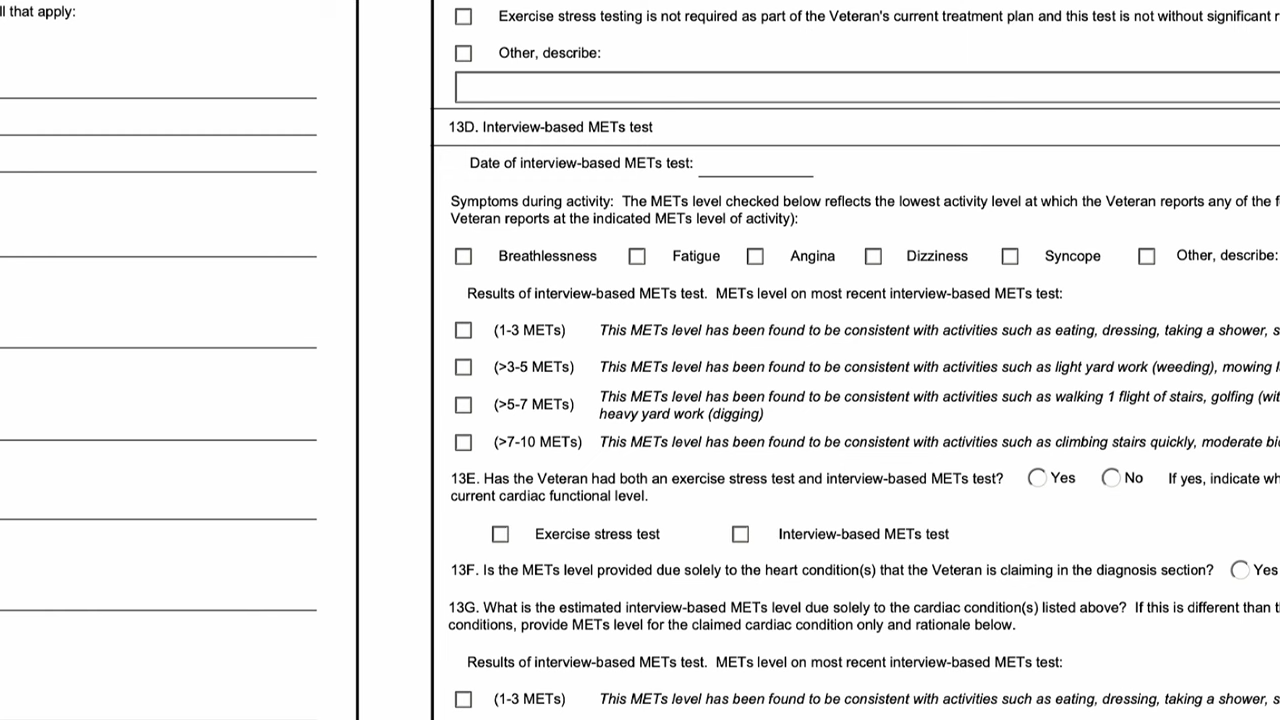 ll that apply:
Exercise stress testing is not required as part of the Veteran's current treatment plan and this test is not without significant
Other, describe:
13D. Interview-based METs test
Date of interview-based METs test:
Symptoms during activity: The METs level checked below reflects the lowest activity level at which the Veteran reports any of the
Veteran reports at the indicated METs level of activity):
Breathlessness Fatigue Angina Dizziness Syncope Other, describe:
Results of interview-based METs test. METs level on most recent interview-based METs test:
(1-3 METs) This METs level has been found to be consistent with activities such as eating, dressing, taking a shower,
(>3-5 METs) This METs level has been found to be consistent with activities such as light yard work (weeding), mowing
(>5-7 METs) This METs level has been found to be consistent with activities such as walking 1 flight of stairs, golfing (wit
heavy yard work (digging)
(>7-10 METs) This METs level has been found to be consistent with activities such as climbing stairs quickly, moderate
13E. Has the Veteran had both an exercise stress test and interview-based METs test? Yes No If yes, indicate wh
current cardiac functional level.
Exercise stress test Interview-based METs test
13F. Is the METs level provided due solely to the heart condition(s) that the Veteran is claiming in the diagnosis section? Yes
13G. What is the estimated interview-based METs level due solely to the cardiac condition(s) listed above? If this is different than
conditions, provide METs level for the claimed cardiac condition only and rationale below.
Results of interview-based METs test. METs level on most recent interview-based METs test:
(1-3 METs) This METs level has been found to be consistent with activities such as eating, dressing, taking a shower,